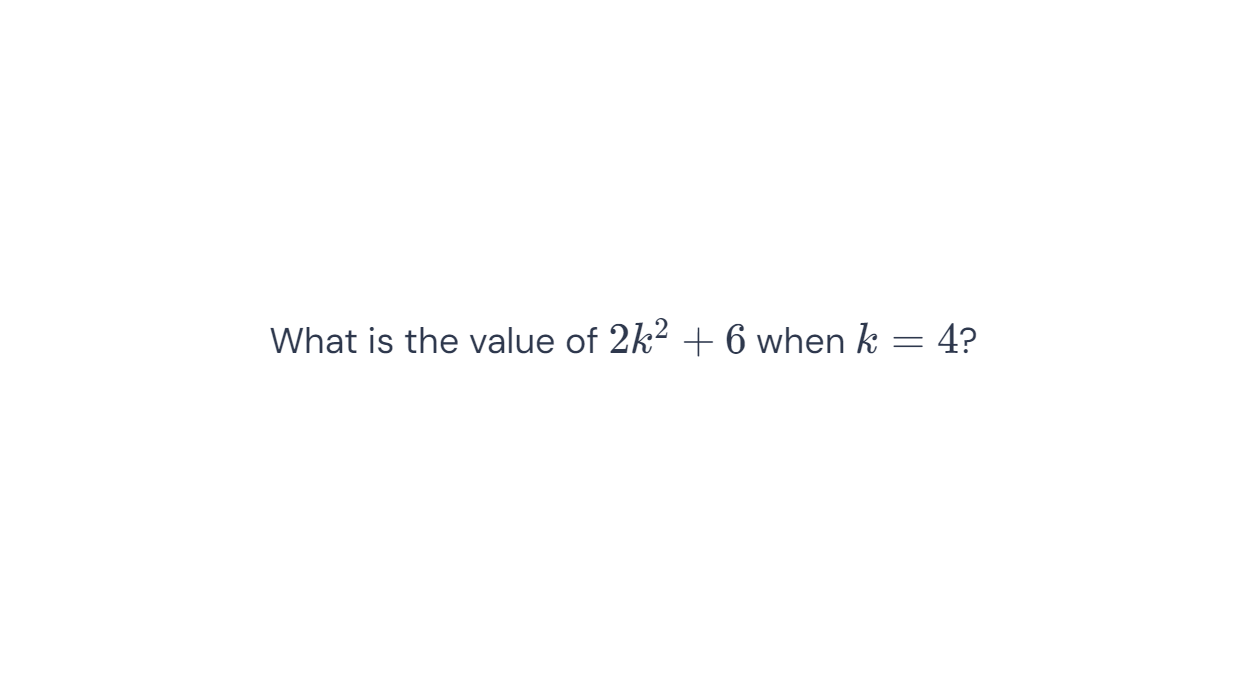 What is the value of 2k² + 6 when k = 4?